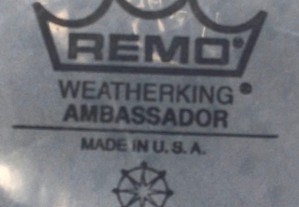 REMO®
WEATHERKING®
AMBASSADOR
MADE IN U.S.A.